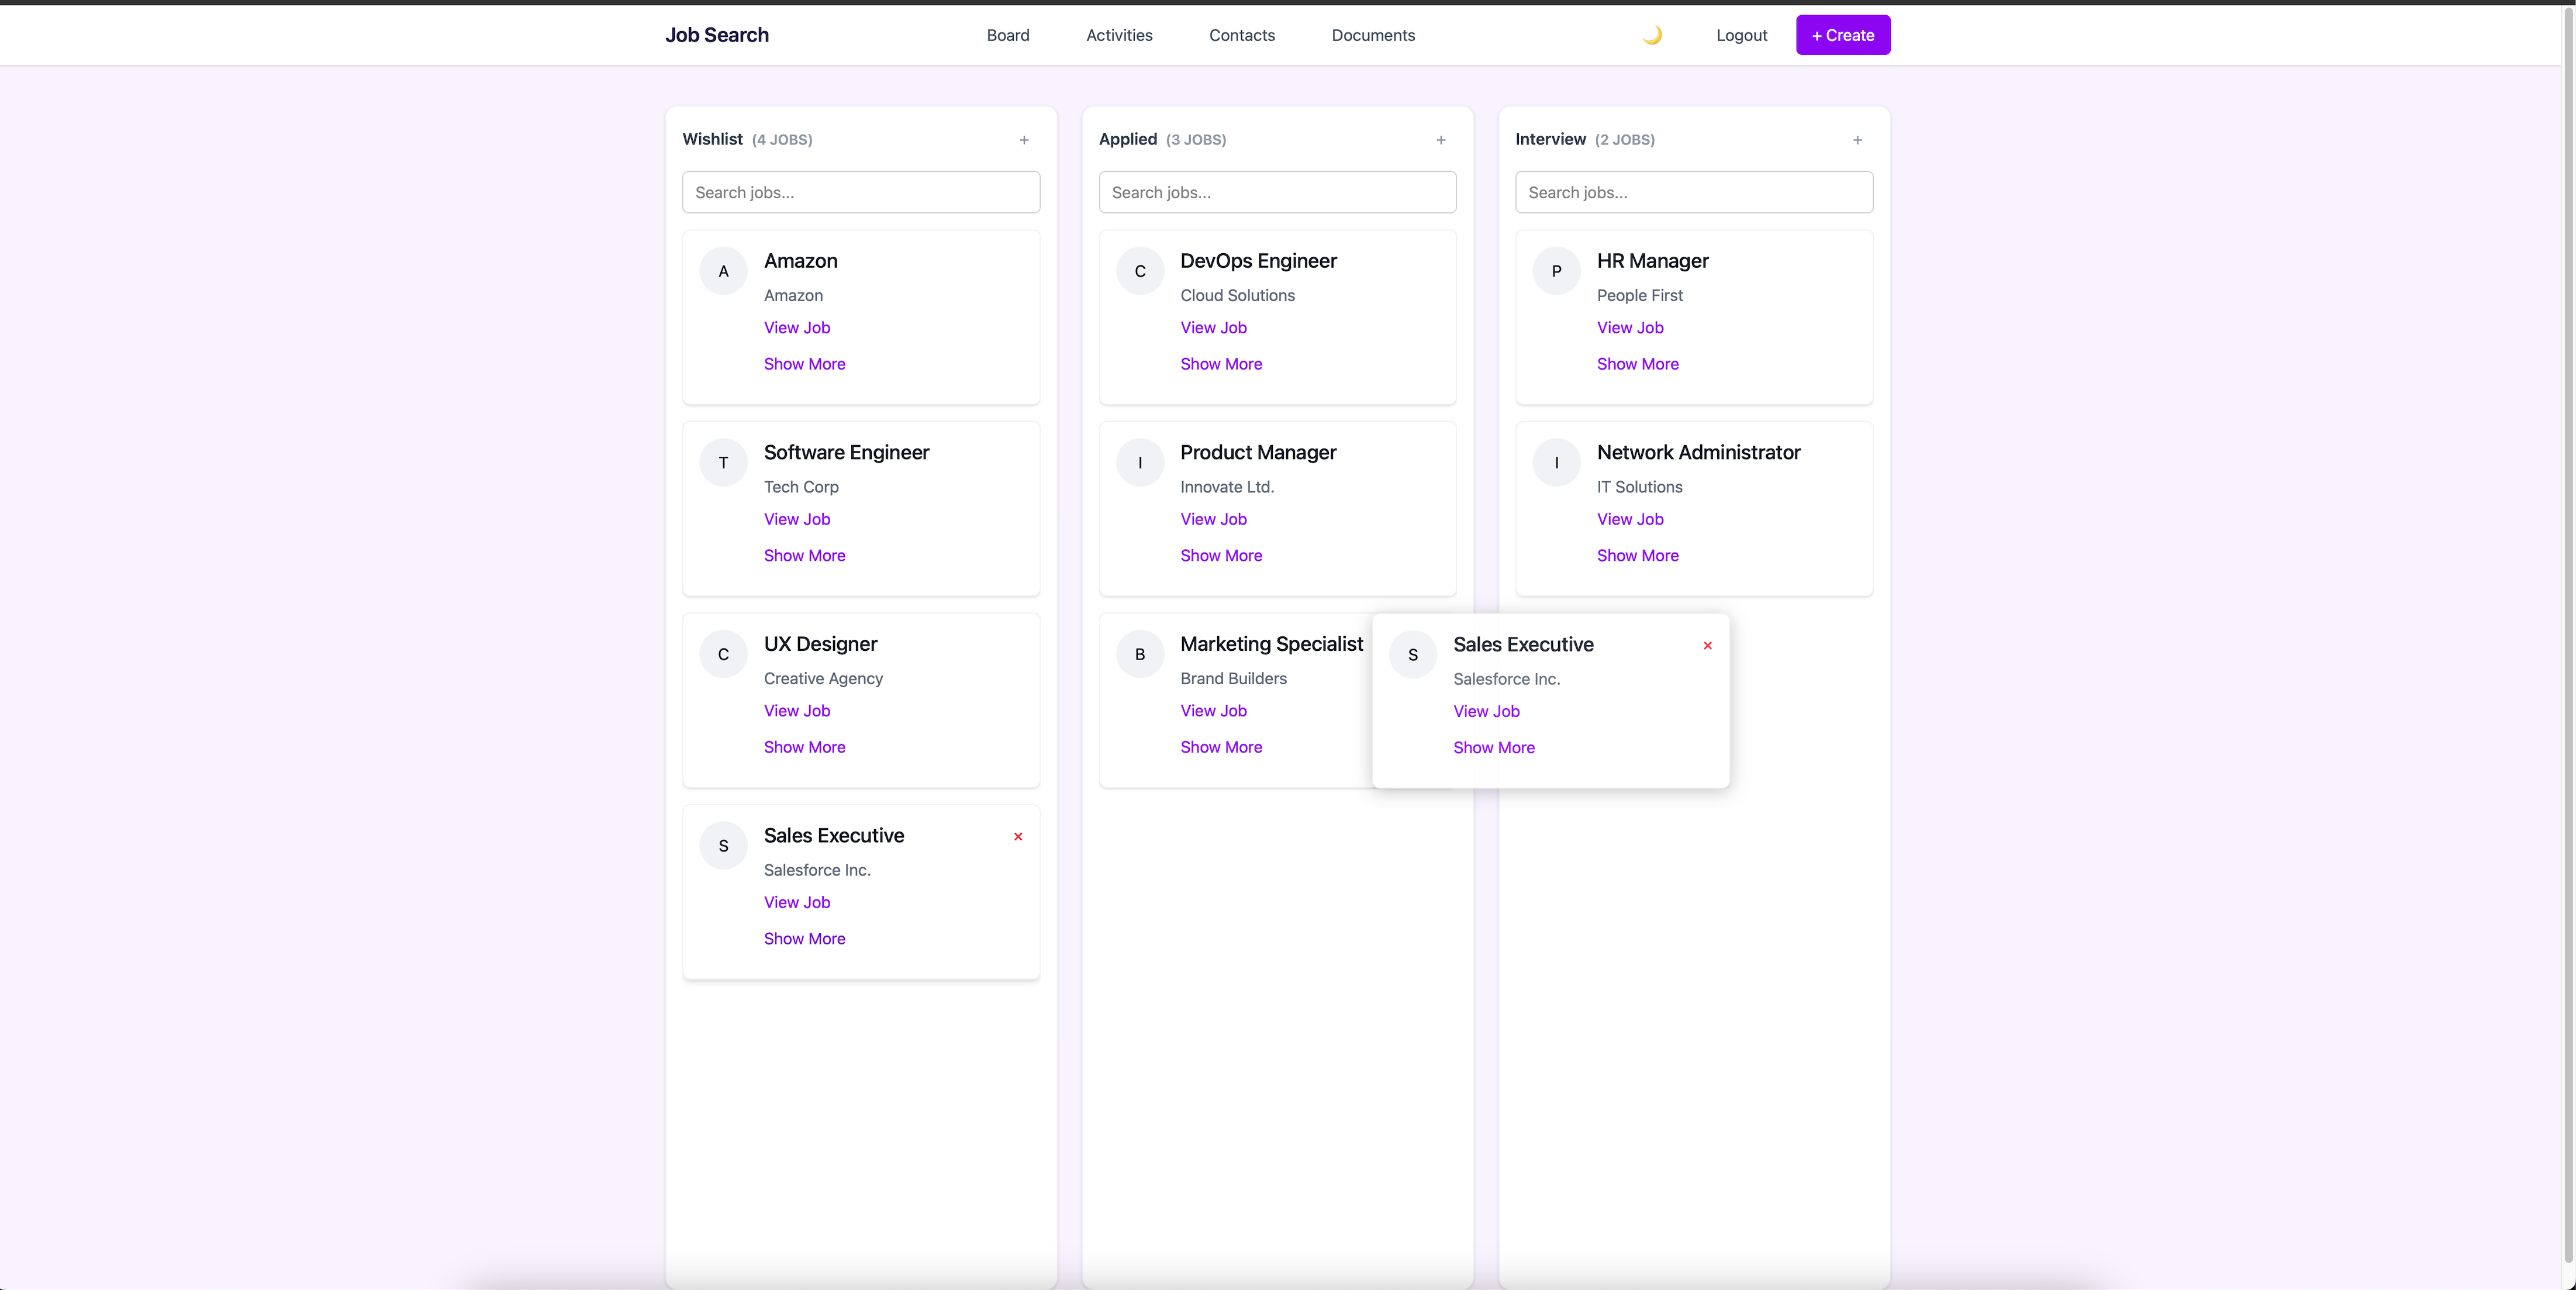 Job Search
Board
Activities
Contacts
Documents
Logout
+ Create
Wishlist (4 JOBS) +
Search jobs...
A
Amazon
Amazon
View Job
Show More
T
Software Engineer
Tech Corp
View Job
Show More
C
UX Designer
Creative Agency
View Job
Show More
S
Sales Executive ×
Salesforce Inc.
View Job
Show More
Applied (3 JOBS) +
Search jobs...
C
DevOps Engineer
Cloud Solutions
View Job
Show More
I
Product Manager
Innovate Ltd.
View Job
Show More
B
Marketing Specialist
Brand Builders
View Job
Show More
Interview (2 JOBS) +
Search jobs...
P
HR Manager
People First
View Job
Show More
I
Network Administrator
IT Solutions
View Job
Show More
S
Sales Executive ×
Salesforce Inc.
View Job
Show More